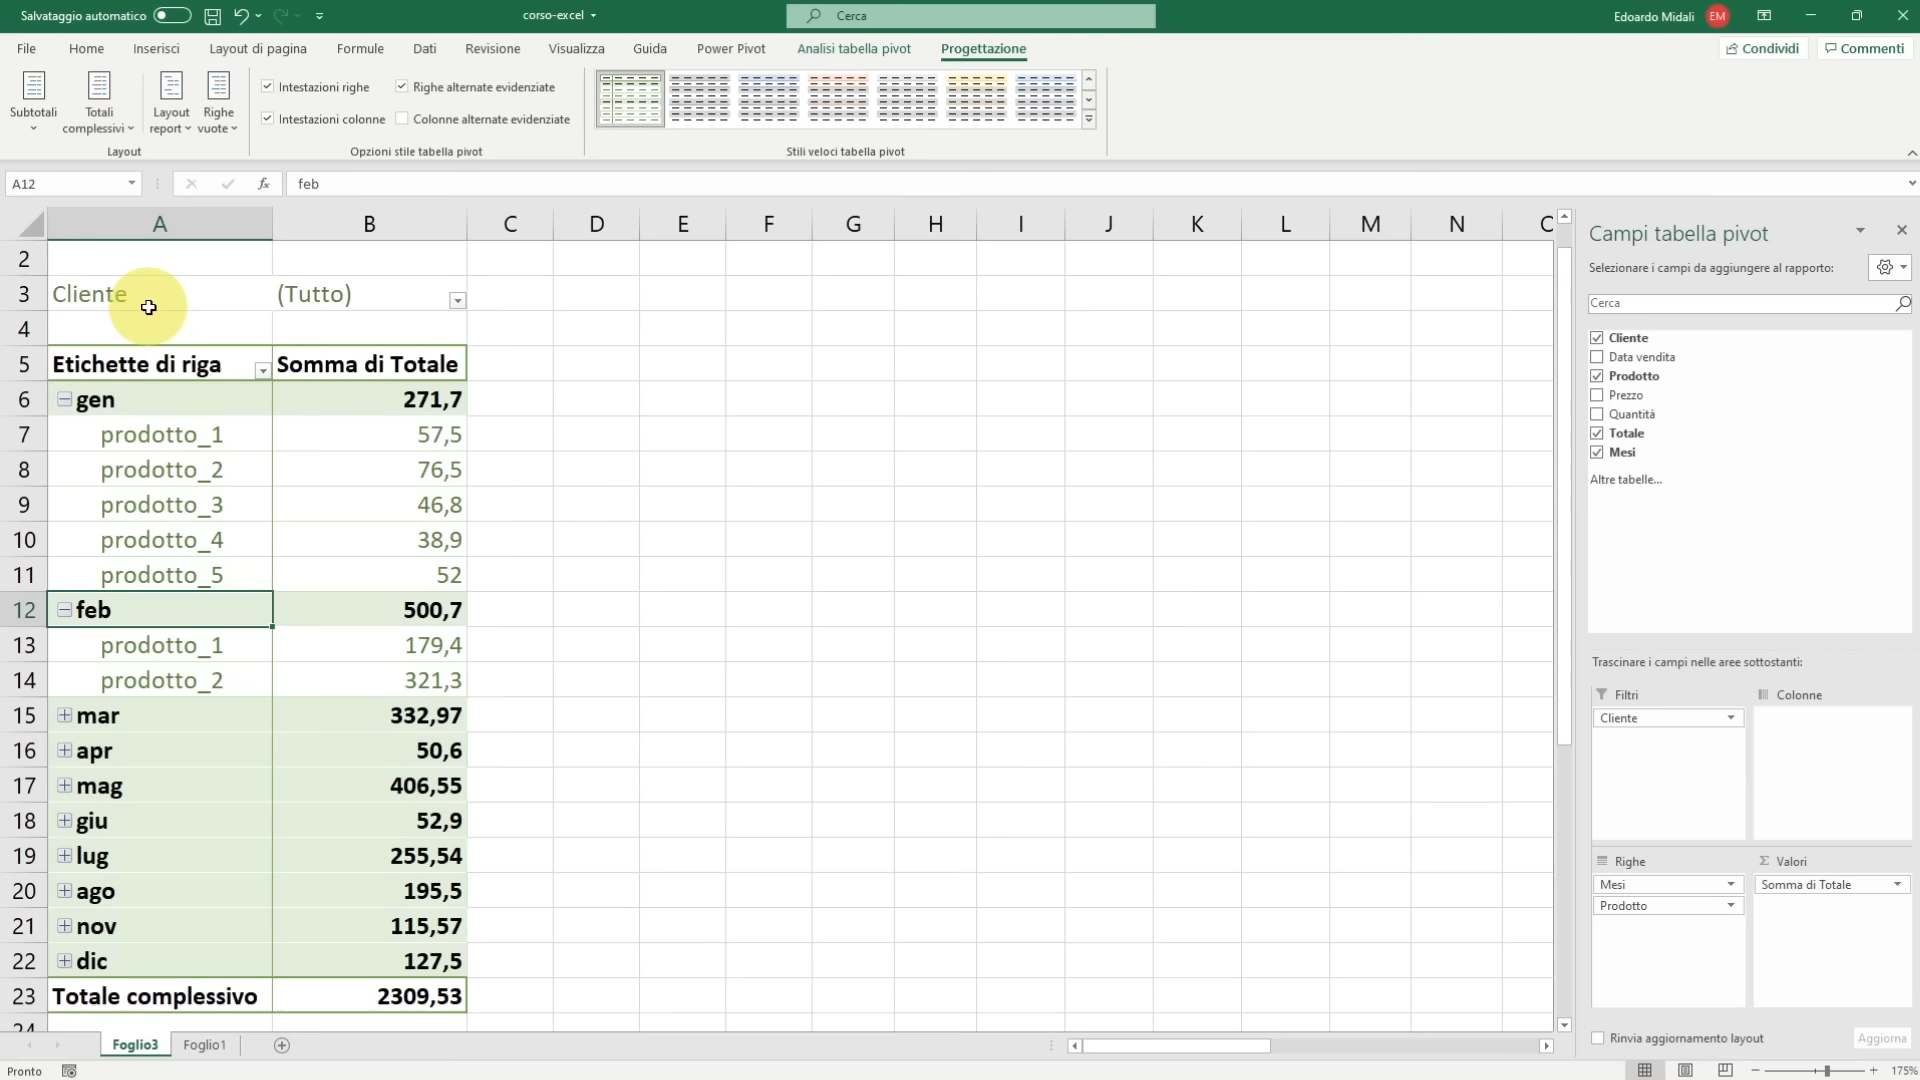 Salvataggio automatico
corso-excel
Cerca
Edoardo Midali EM
File Home Inserisci Layout di pagina Formule Dati Revisione Visualizza Guida Power Pivot Analisi tabella pivot Progettazione Condividi Commenti
Subtotali
Totali complessivi
Layout report
Righe vuote
Layout
Intestazioni righe Righe alternate evidenziate
Intestazioni colonne Colonne alternate evidenziate
Opzioni stile tabella pivot
Stili veloci tabella pivot
A12 fx feb
A B C D E F G H I J K L M N
2
3 Cliente (Tutto)
4
5 Etichette di riga Somma di Totale
6 gen 271,7
7 prodotto_1 57,5
8 prodotto_2 76,5
9 prodotto_3 46,8
10 prodotto_4 38,9
11 prodotto_5 52
12 feb 500,7
13 prodotto_1 179,4
14 prodotto_2 321,3
15 mar 332,97
16 apr 50,6
17 mag 406,55
18 giu 52,9
19 lug 255,54
20 ago 195,5
21 nov 115,57
22 dic 127,5
23 Totale complessivo 2309,53
Foglio3 Foglio1
Pronto
175%
Campi tabella pivot
Selezionare i campi da aggiungere al rapporto:
Cerca
Cliente
Data vendita
Prodotto
Prezzo
Quantità
Totale
Mesi
Altre tabelle...
Trascinare i campi nelle aree sottostanti:
Filtri Colonne
Cliente
Righe Σ Valori
Mesi Somma di Totale
Prodotto
Rinvia aggiornamento layout Aggiorna